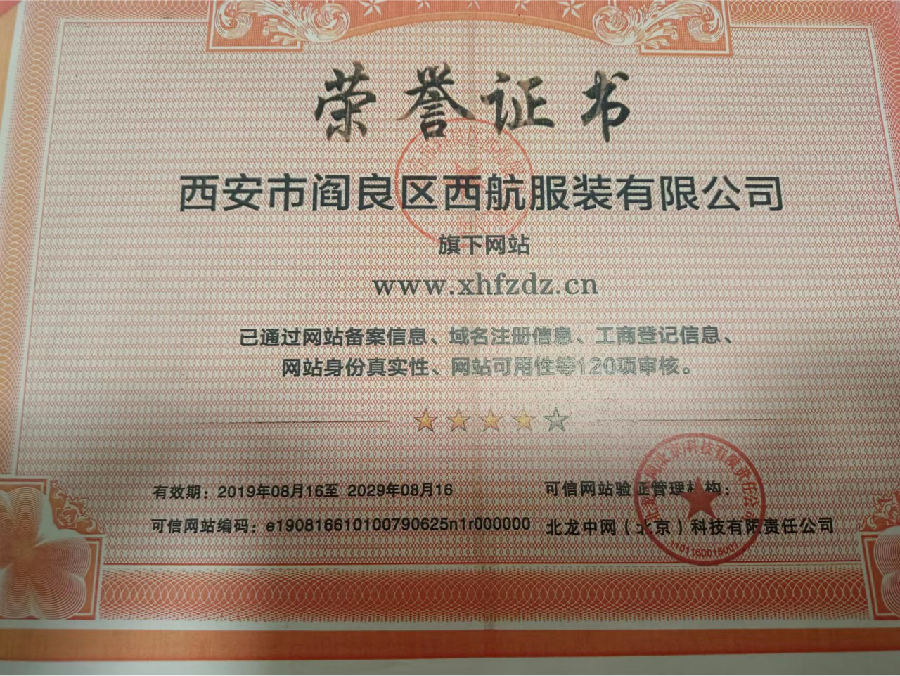 荣誉证书
西安市阎良区西航服装有限公司
旗下网站
www.xhfzdz.cn
已通过网站备案信息、域名注册信息、工商登记信息、
网站身份真实性、网站可用性等120项审核。
有效期：2019年08月16至 2029年08月16
可信网站验证管理机构：
可信网站编码：e19081661010079062​5n1r000000
北龙中网（北京）科技有限责任公司